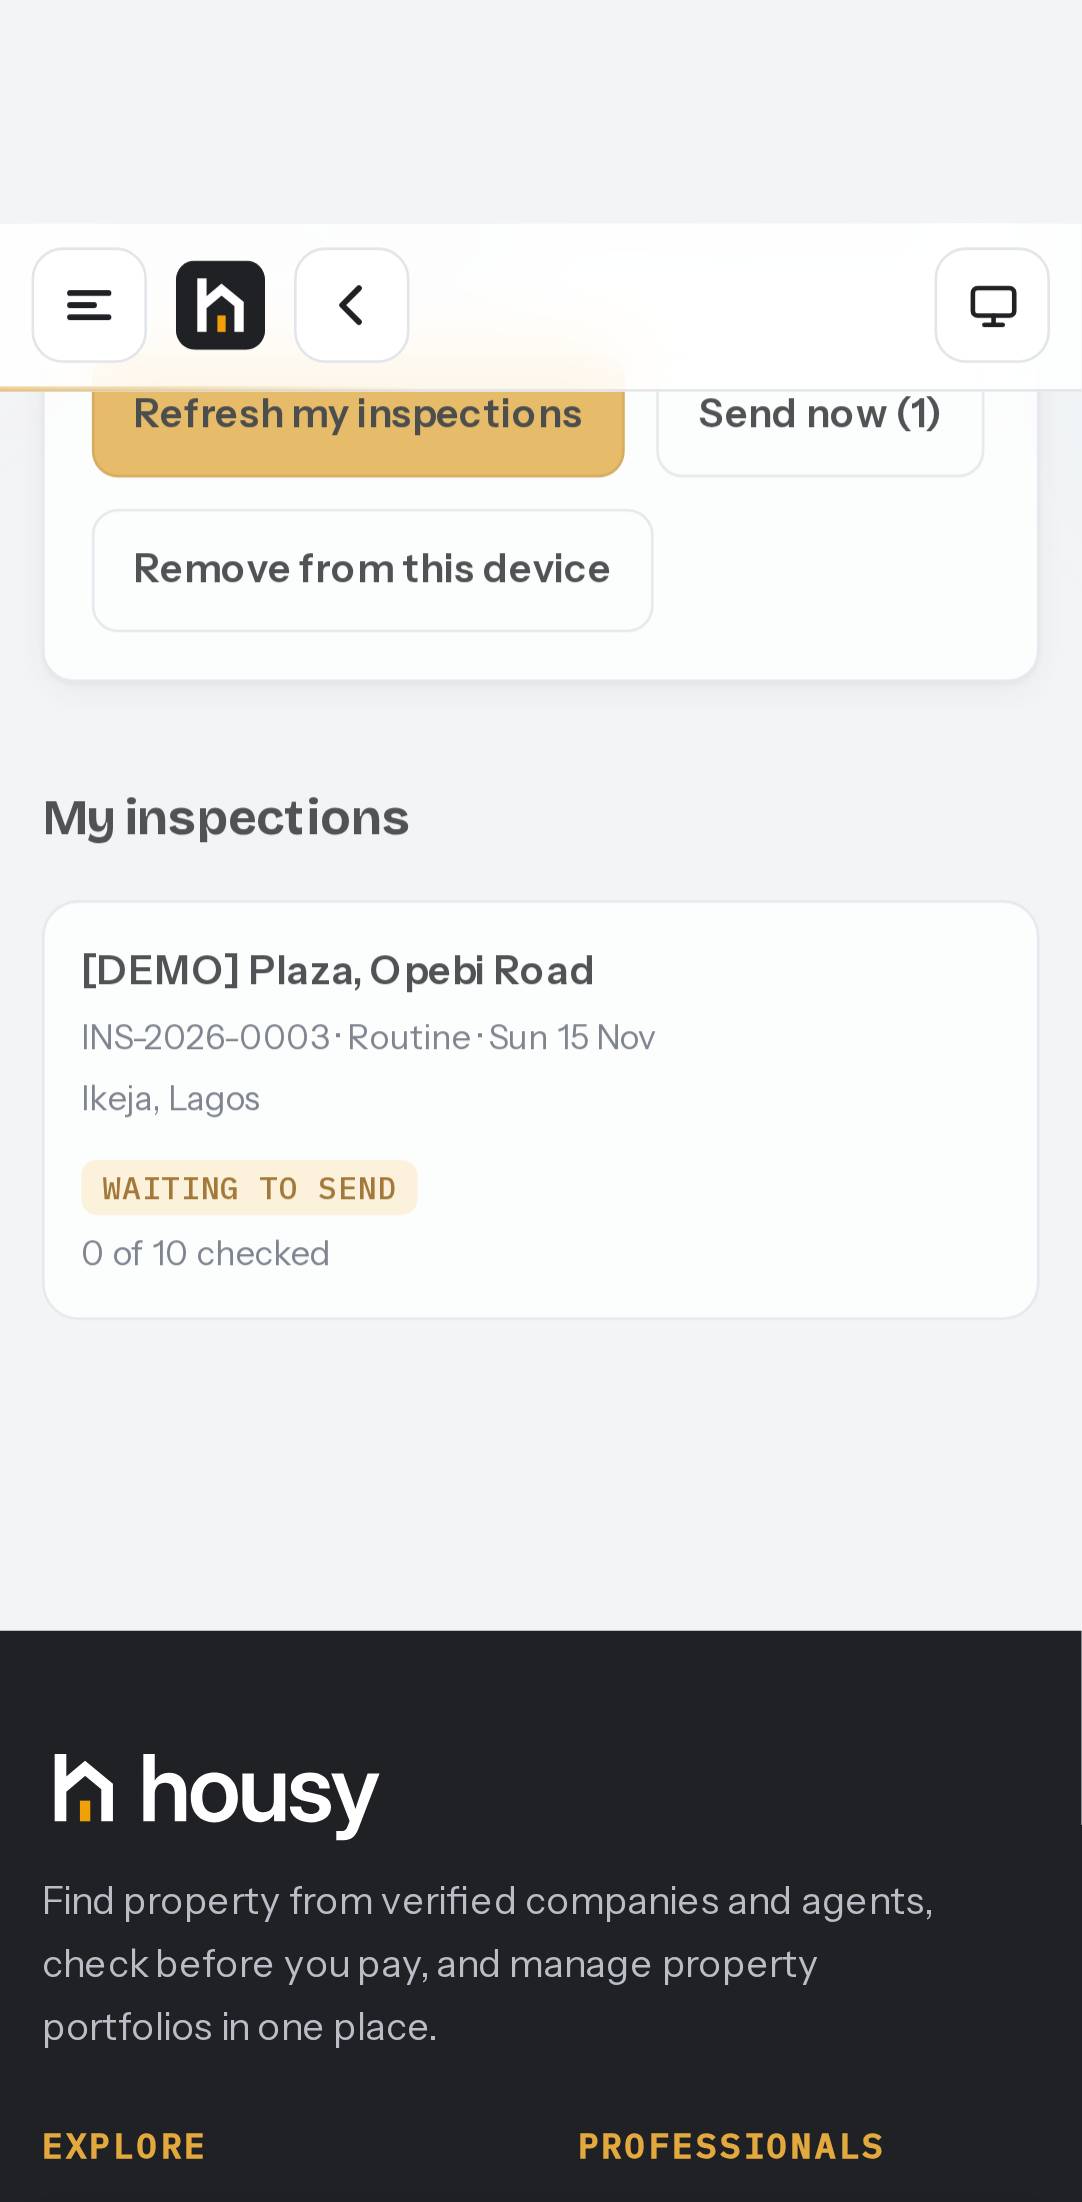 Refresh my inspections
Send now (1)
Remove from this device
My inspections
[DEMO] Plaza, Opebi Road
INS-2026-0003 · Routine · Sun 15 Nov
Ikeja, Lagos
WAITING TO SEND
0 of 10 checked
housy
Find property from verified companies and agents,
check before you pay, and manage property
portfolios in one place.
EXPLORE
PROFESSIONALS